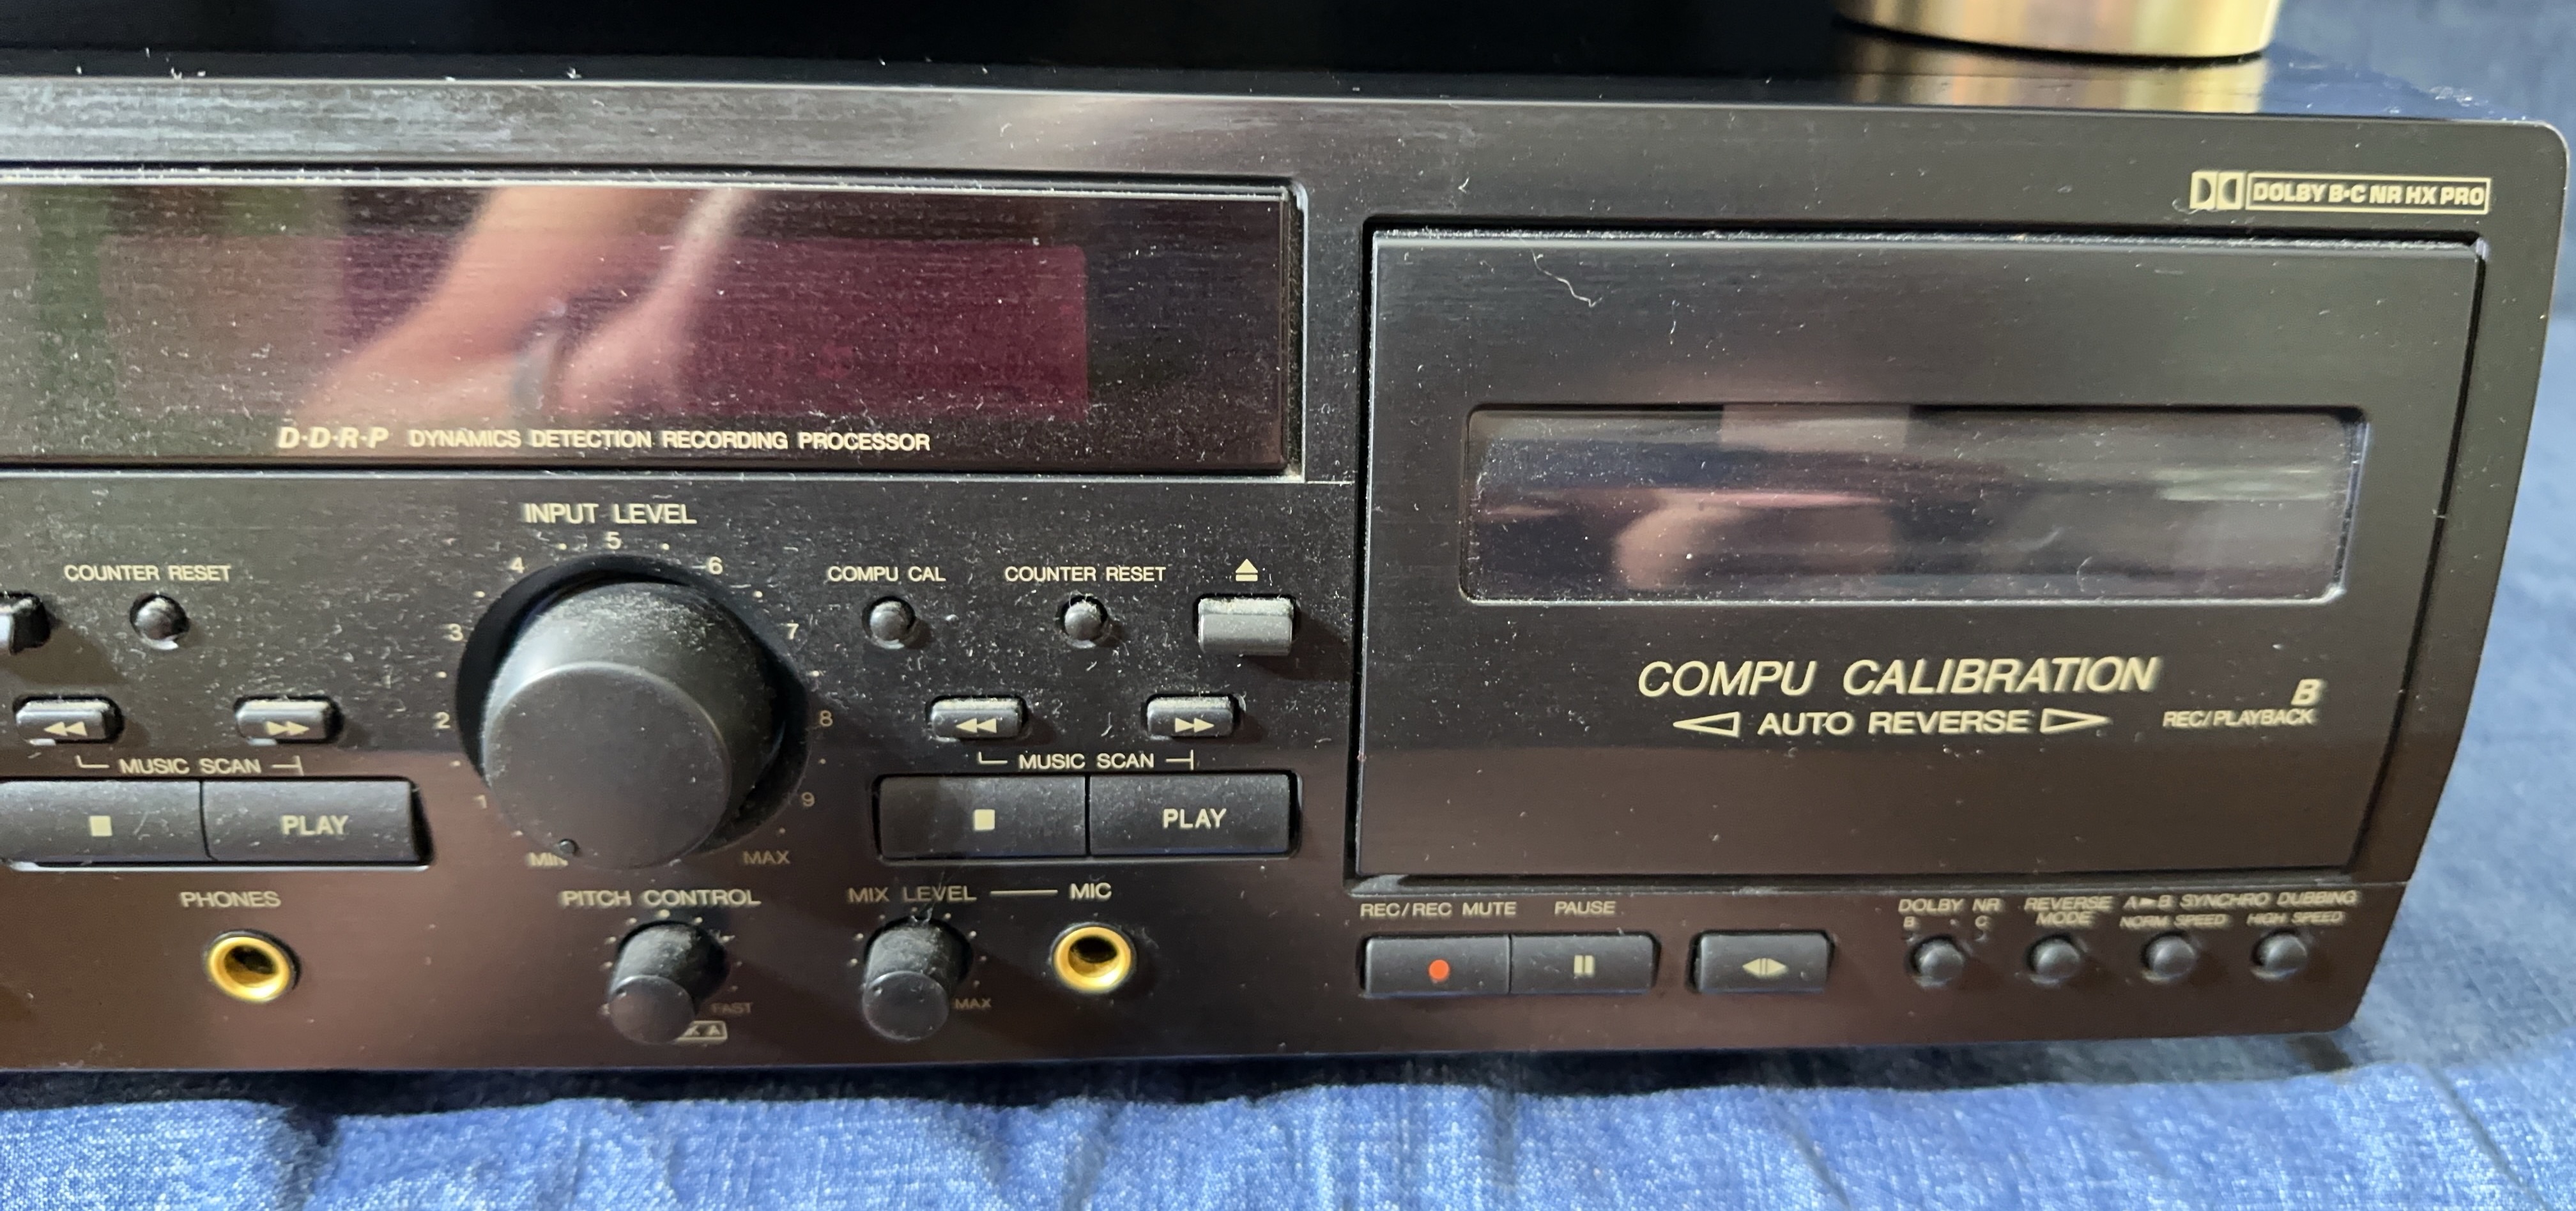 DOLBY B·C NR HX PRO
D·D·R·P DYNAMICS DETECTION RECORDING PROCESSOR
INPUT LEVEL
MIN 1 2 3 4 5 6 7 8 9 MAX
COUNTER RESET
COMPU CAL
COUNTER RESET
COMPU CALIBRATION
AUTO REVERSE
B
REC/PLAYBACK
MUSIC SCAN
MUSIC SCAN
PLAY
PLAY
PHONES
PITCH CONTROL
FAST
MIX LEVEL
MAX
MIC
REC/REC MUTE
PAUSE
DOLBY NR
B · C
REVERSE
MODE
A►B SYNCHRO DUBBING
NORM SPEED
HIGH SPEED